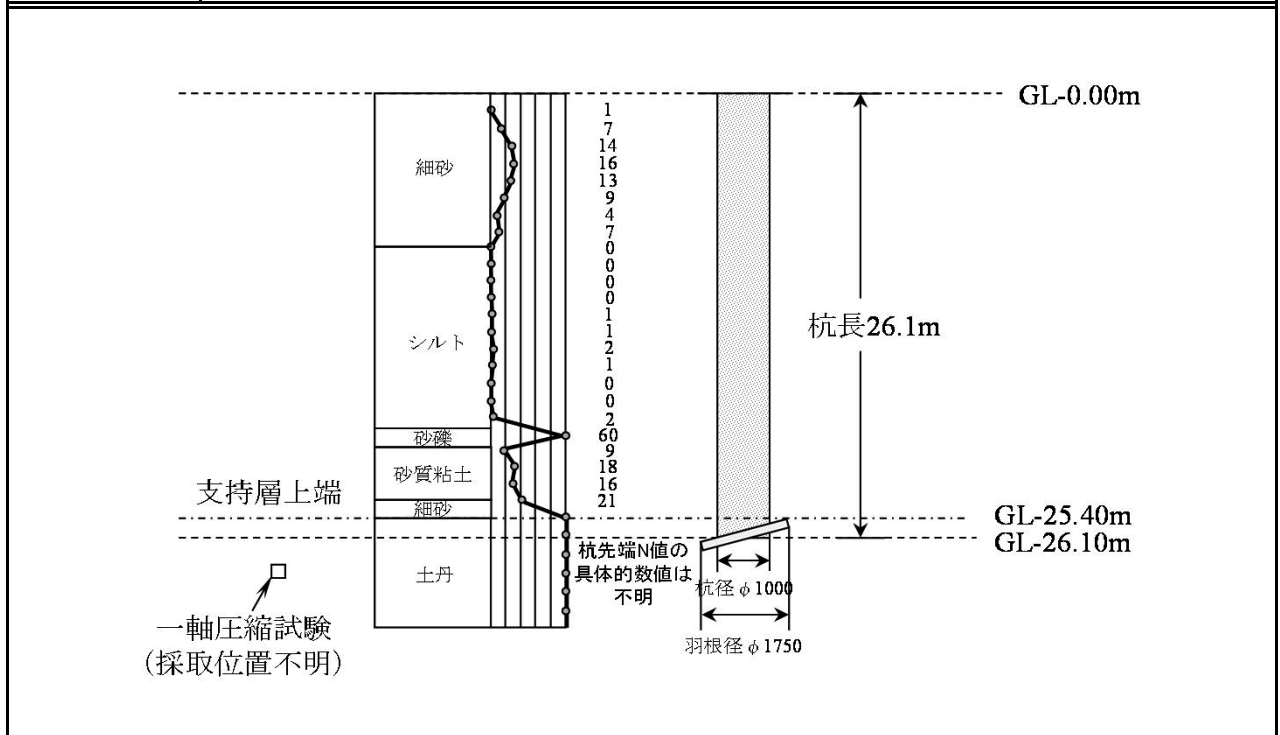 GL-0.00m
細砂
1
7
14
16
13
9
4
7
0
0
0
0
1
1
2
1
0
0
2
60
9
18
16
21
シルト
砂礫
砂質粘土
細砂
土丹
杭長26.1m
支持層上端
GL-25.40m
GL-26.10m
杭先端N値の
具体的数値は
不明
杭径φ1000
羽根径φ1750
一軸圧縮試験
（採取位置不明）